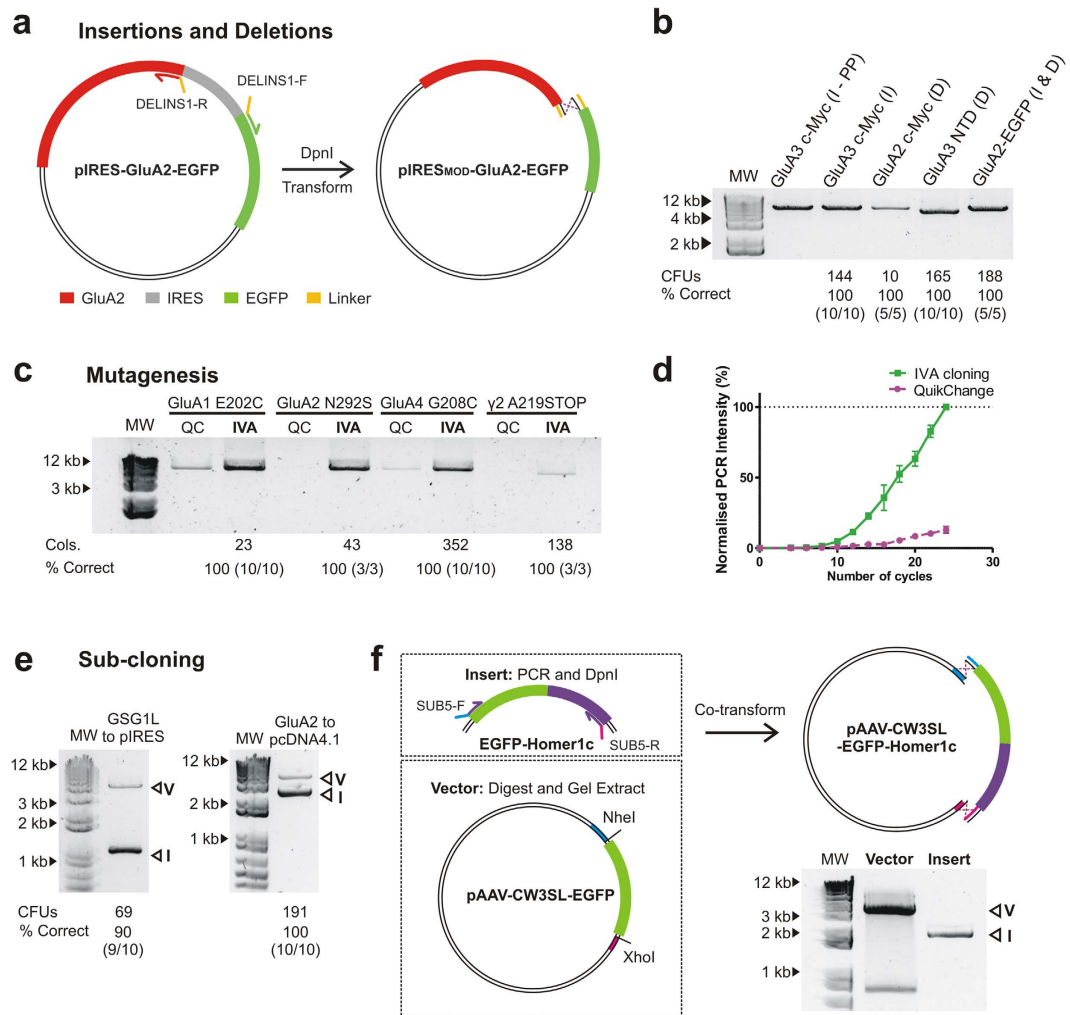 a Insertions and Deletions
DELINS1-F
DELINS1-R
pIRES-GluA2-EGFP
DpnI
Transform
pIRESMOD-GluA2-EGFP
GluA2 IRES EGFP Linker
b
GluA3 c-Myc (I - PP)
GluA3 c-Myc (I)
GluA2 c-Myc (D)
GluA3 NTD (D)
GluA2-EGFP (I & D)
MW
12 kb
4 kb
2 kb
CFUs 144 10 165 188
% Correct 100 100 100 100
(10/10) (5/5) (10/10) (5/5)
c Mutagenesis
GluA1 E202C GluA2 N292S GluA4 G208C γ2 A219STOP
MW QC IVA QC IVA QC IVA QC IVA
12 kb
3 kb
Cols. 23 43 352 138
% Correct 100 (10/10) 100 (3/3) 100 (10/10) 100 (3/3)
d
IVA cloning
QuikChange
Normalised PCR Intensity (%)
100
50
0
0 10 20 30
Number of cycles
e Sub-cloning
GSG1L
MW to pIRES
12 kb
3 kb
2 kb
1 kb
V
I
CFUs 69
% Correct 90
(9/10)
GluA2 to
MW pcDNA4.1
12 kb
2 kb
1 kb
V
I
191
100
(10/10)
f
Insert: PCR and DpnI
SUB5-F
EGFP-Homer1c
SUB5-R
Vector: Digest and Gel Extract
NheI
pAAV-CW3SL-EGFP
XhoI
Co-transform
pAAV-CW3SL
-EGFP-Homer1c
MW Vector Insert
12 kb
3 kb
2 kb
1 kb
V
I